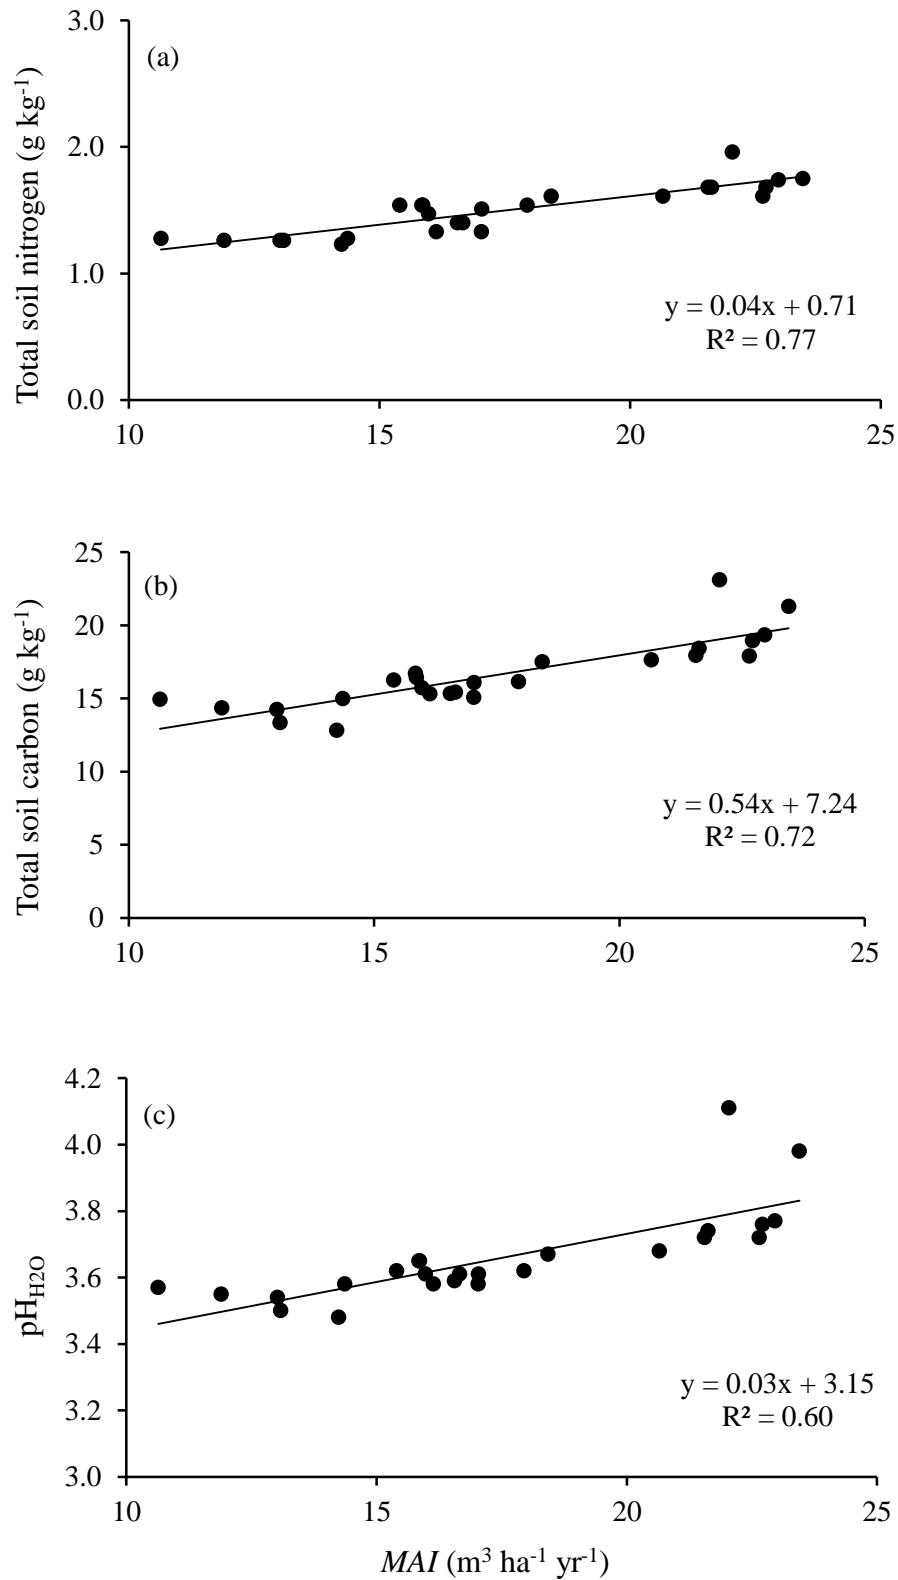 3.0
(a)
2.0
1.0
0.0
Total soil nitrogen (g kg⁻¹)
y = 0.04x + 0.71
R² = 0.77
10 15 20 25
25
(b)
20
15
10
5
0
Total soil carbon (g kg⁻¹)
y = 0.54x + 7.24
R² = 0.72
10 15 20 25
4.2
(c)
4.0
3.8
3.6
3.4
3.2
3.0
pH_H2O
y = 0.03x + 3.15
R² = 0.60
10 15 20 25
MAI (m³ ha⁻¹ yr⁻¹)